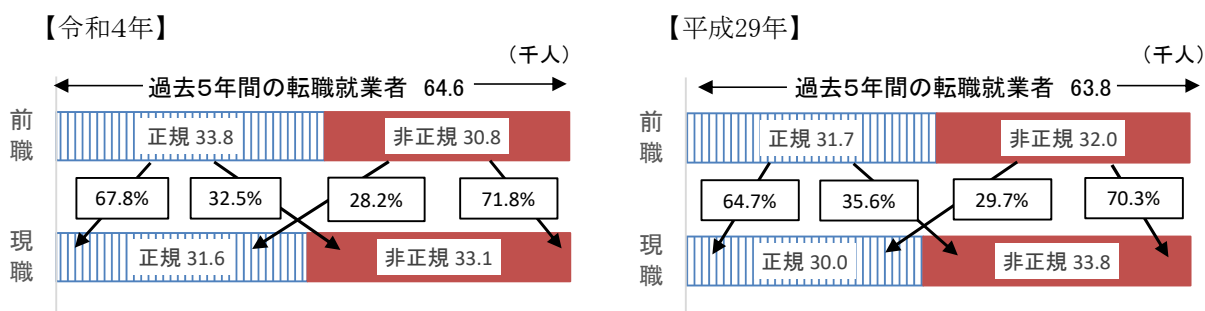 【令和4年】
(千人)
過去5年間の転職就業者 64.6
前職
正規 33.8
非正規 30.8
67.8%
32.5%
28.2%
71.8%
現職
正規 31.6
非正規 33.1
【平成29年】
(千人)
過去5年間の転職就業者 63.8
前職
正規 31.7
非正規 32.0
64.7%
35.6%
29.7%
70.3%
現職
正規 30.0
非正規 33.8